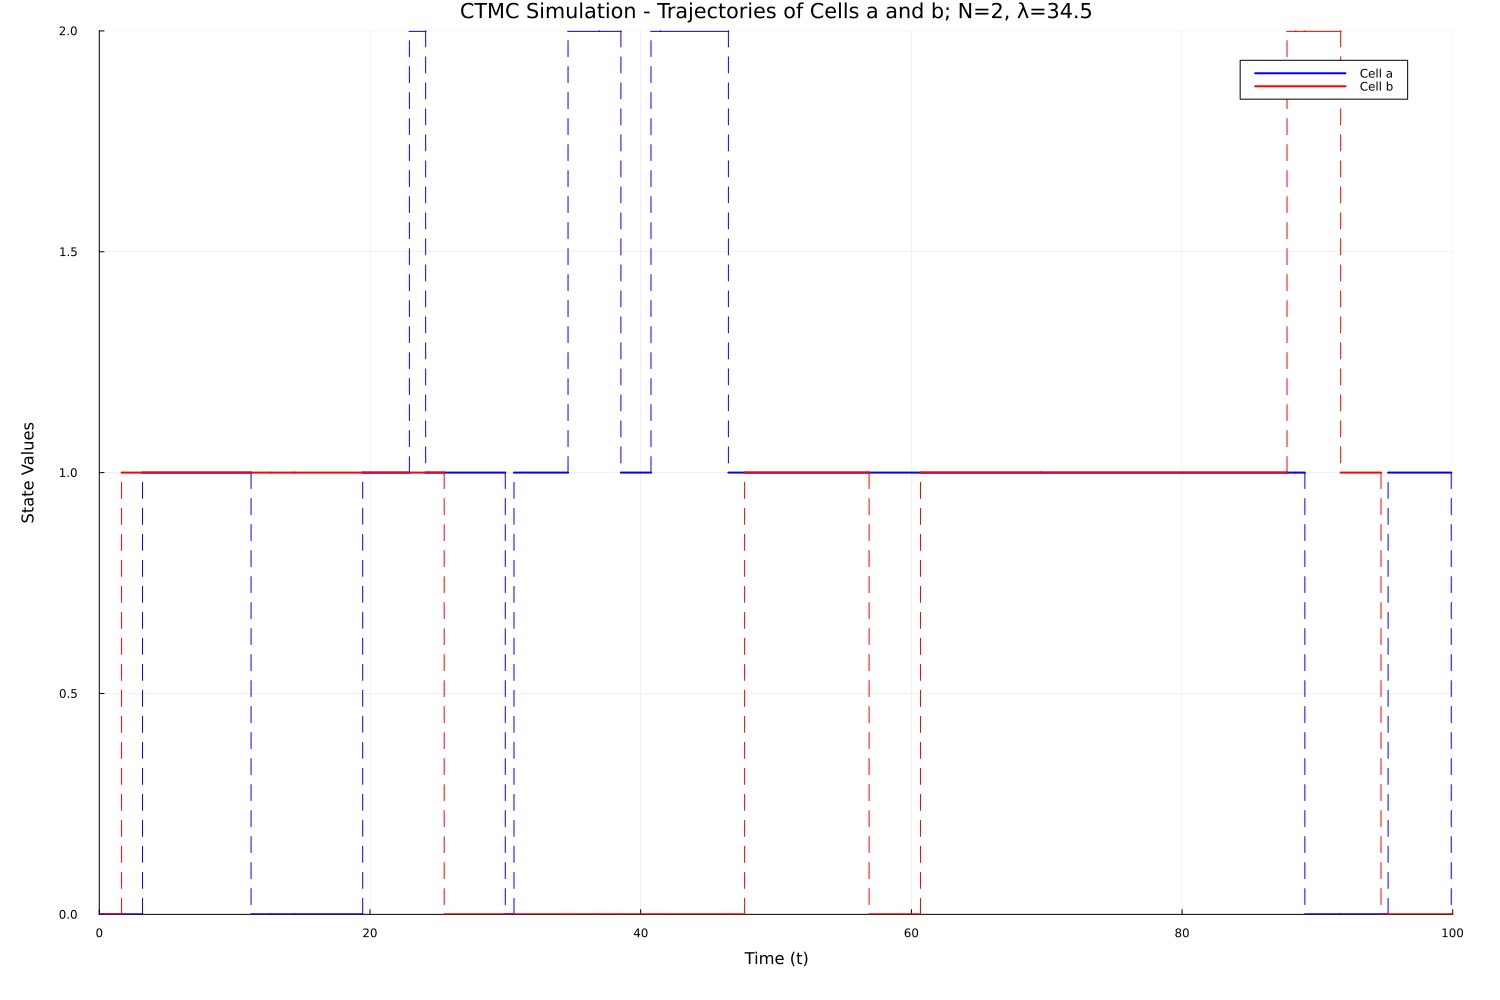 CTMC Simulation - Trajectories of Cells a and b; N=2, λ=34.5
2.0
Cell a
Cell b
1.5
State Values
1.0
0.5
0.0
0 20 40 60 80 100
Time (t)